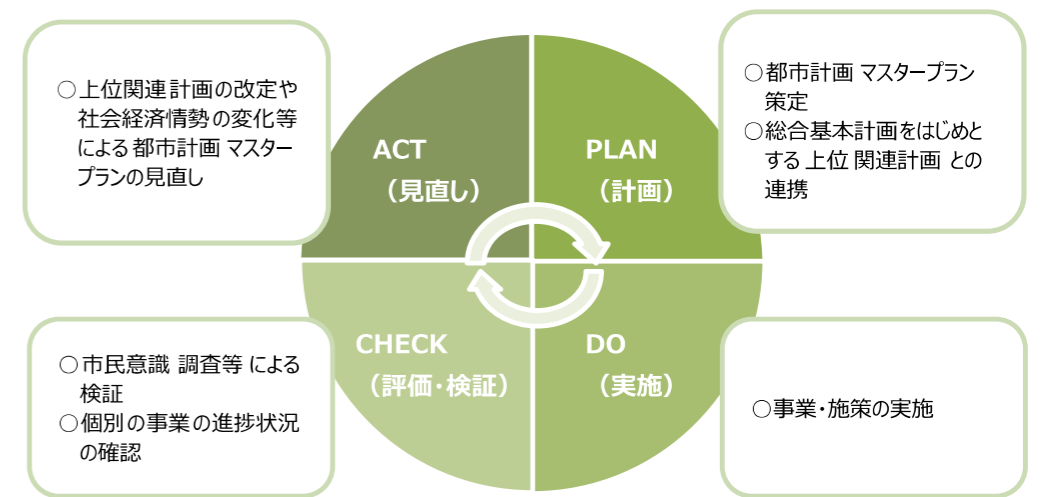 ○上位関連計画の改定や
社会経済情勢の変化等
による都市計画 マスター
プランの見直し
ACT
（見直し）
PLAN
（計画）
○都市計画 マスタープラン
策定
○総合基本計画をはじめと
する 上位 関連計画 との
連携
○市民意識 調査等 による
検証
○個別の事業の進捗状況
の確認
CHECK
（評価・検証）
DO
（実施）
○事業・施策の実施